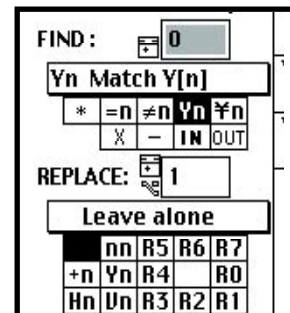 FIND: 0
Yn Match Y[n]
* =n ≠n Yn ¥n
X – IN OUT
REPLACE: 1
Leave alone
nn R5 R6 R7
+n Yn R4 R0
Hn Un R3 R2 R1